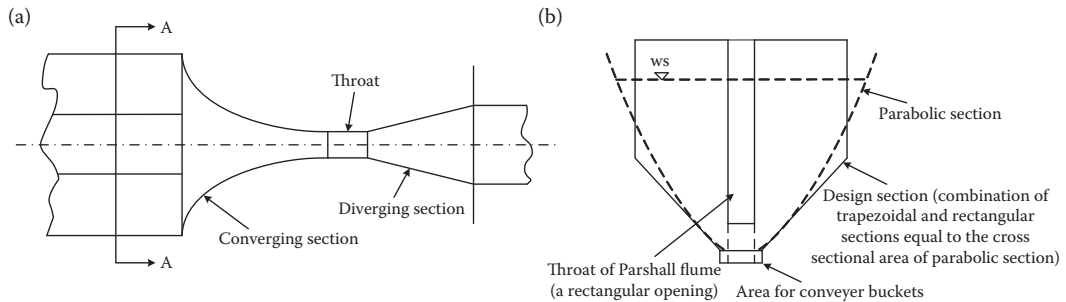 (a)
A
Throat
Diverging section
Converging section
A
(b)
ws
Parabolic section
Design section (combination of
trapezoidal and rectangular
sections equal to the cross
sectional area of parabolic section)
Throat of Parshall flume
(a rectangular opening)
Area for conveyer buckets